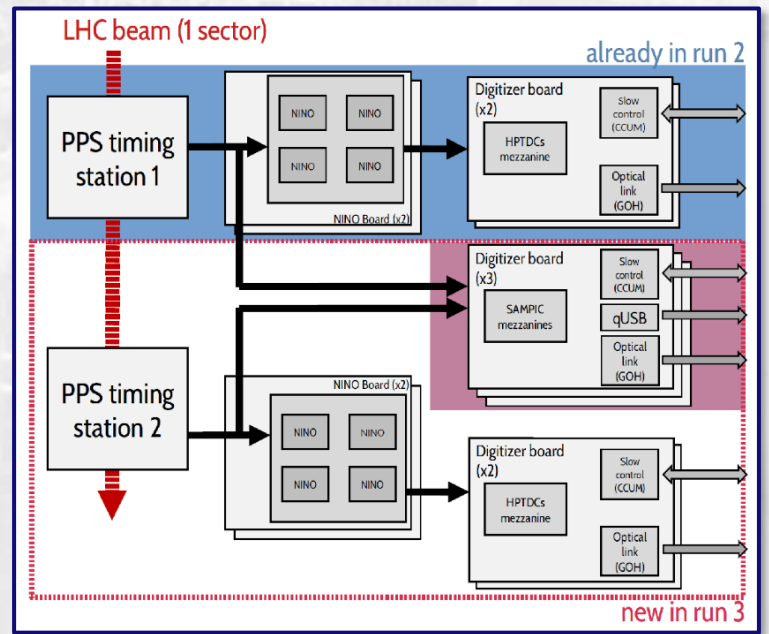 LHC beam (1 sector)
already in run 2
PPS timing
station 1
NINO
NINO
NINO
NINO
NINO Board (x2)
Digitizer board
(x2)
HPTDCs
mezzanine
Slow
control
(CCUM)
Optical
link
(GOH)
Digitizer board
(x3)
SAMPIC
mezzanines
Slow
control
(CCUM)
qUSB
Optical
link
(GOH)
PPS timing
station 2
NINO Board (x2)
NINO
NINO
NINO
NINO
Digitizer board
(x2)
HPTDCs
mezzanine
Slow
control
(CCUM)
Optical
link
(GOH)
new in run 3